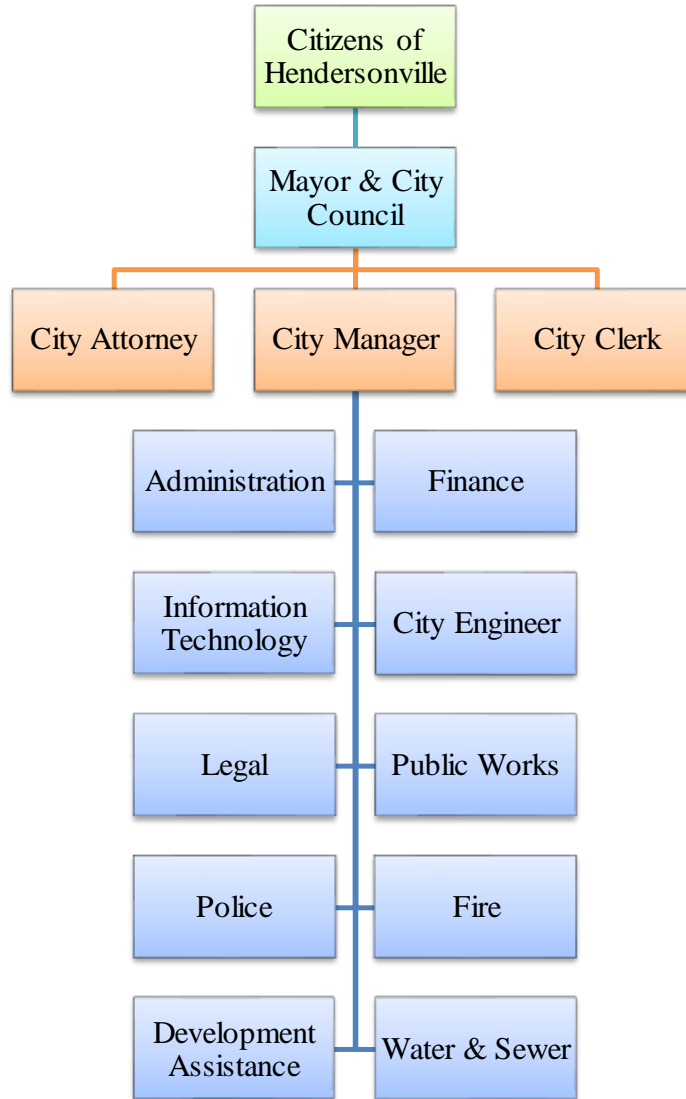 Citizens of
Hendersonville
Mayor & City
Council
City Attorney
City Manager
City Clerk
Administration
Finance
Information
Technology
City Engineer
Legal
Public Works
Police
Fire
Development
Assistance
Water & Sewer